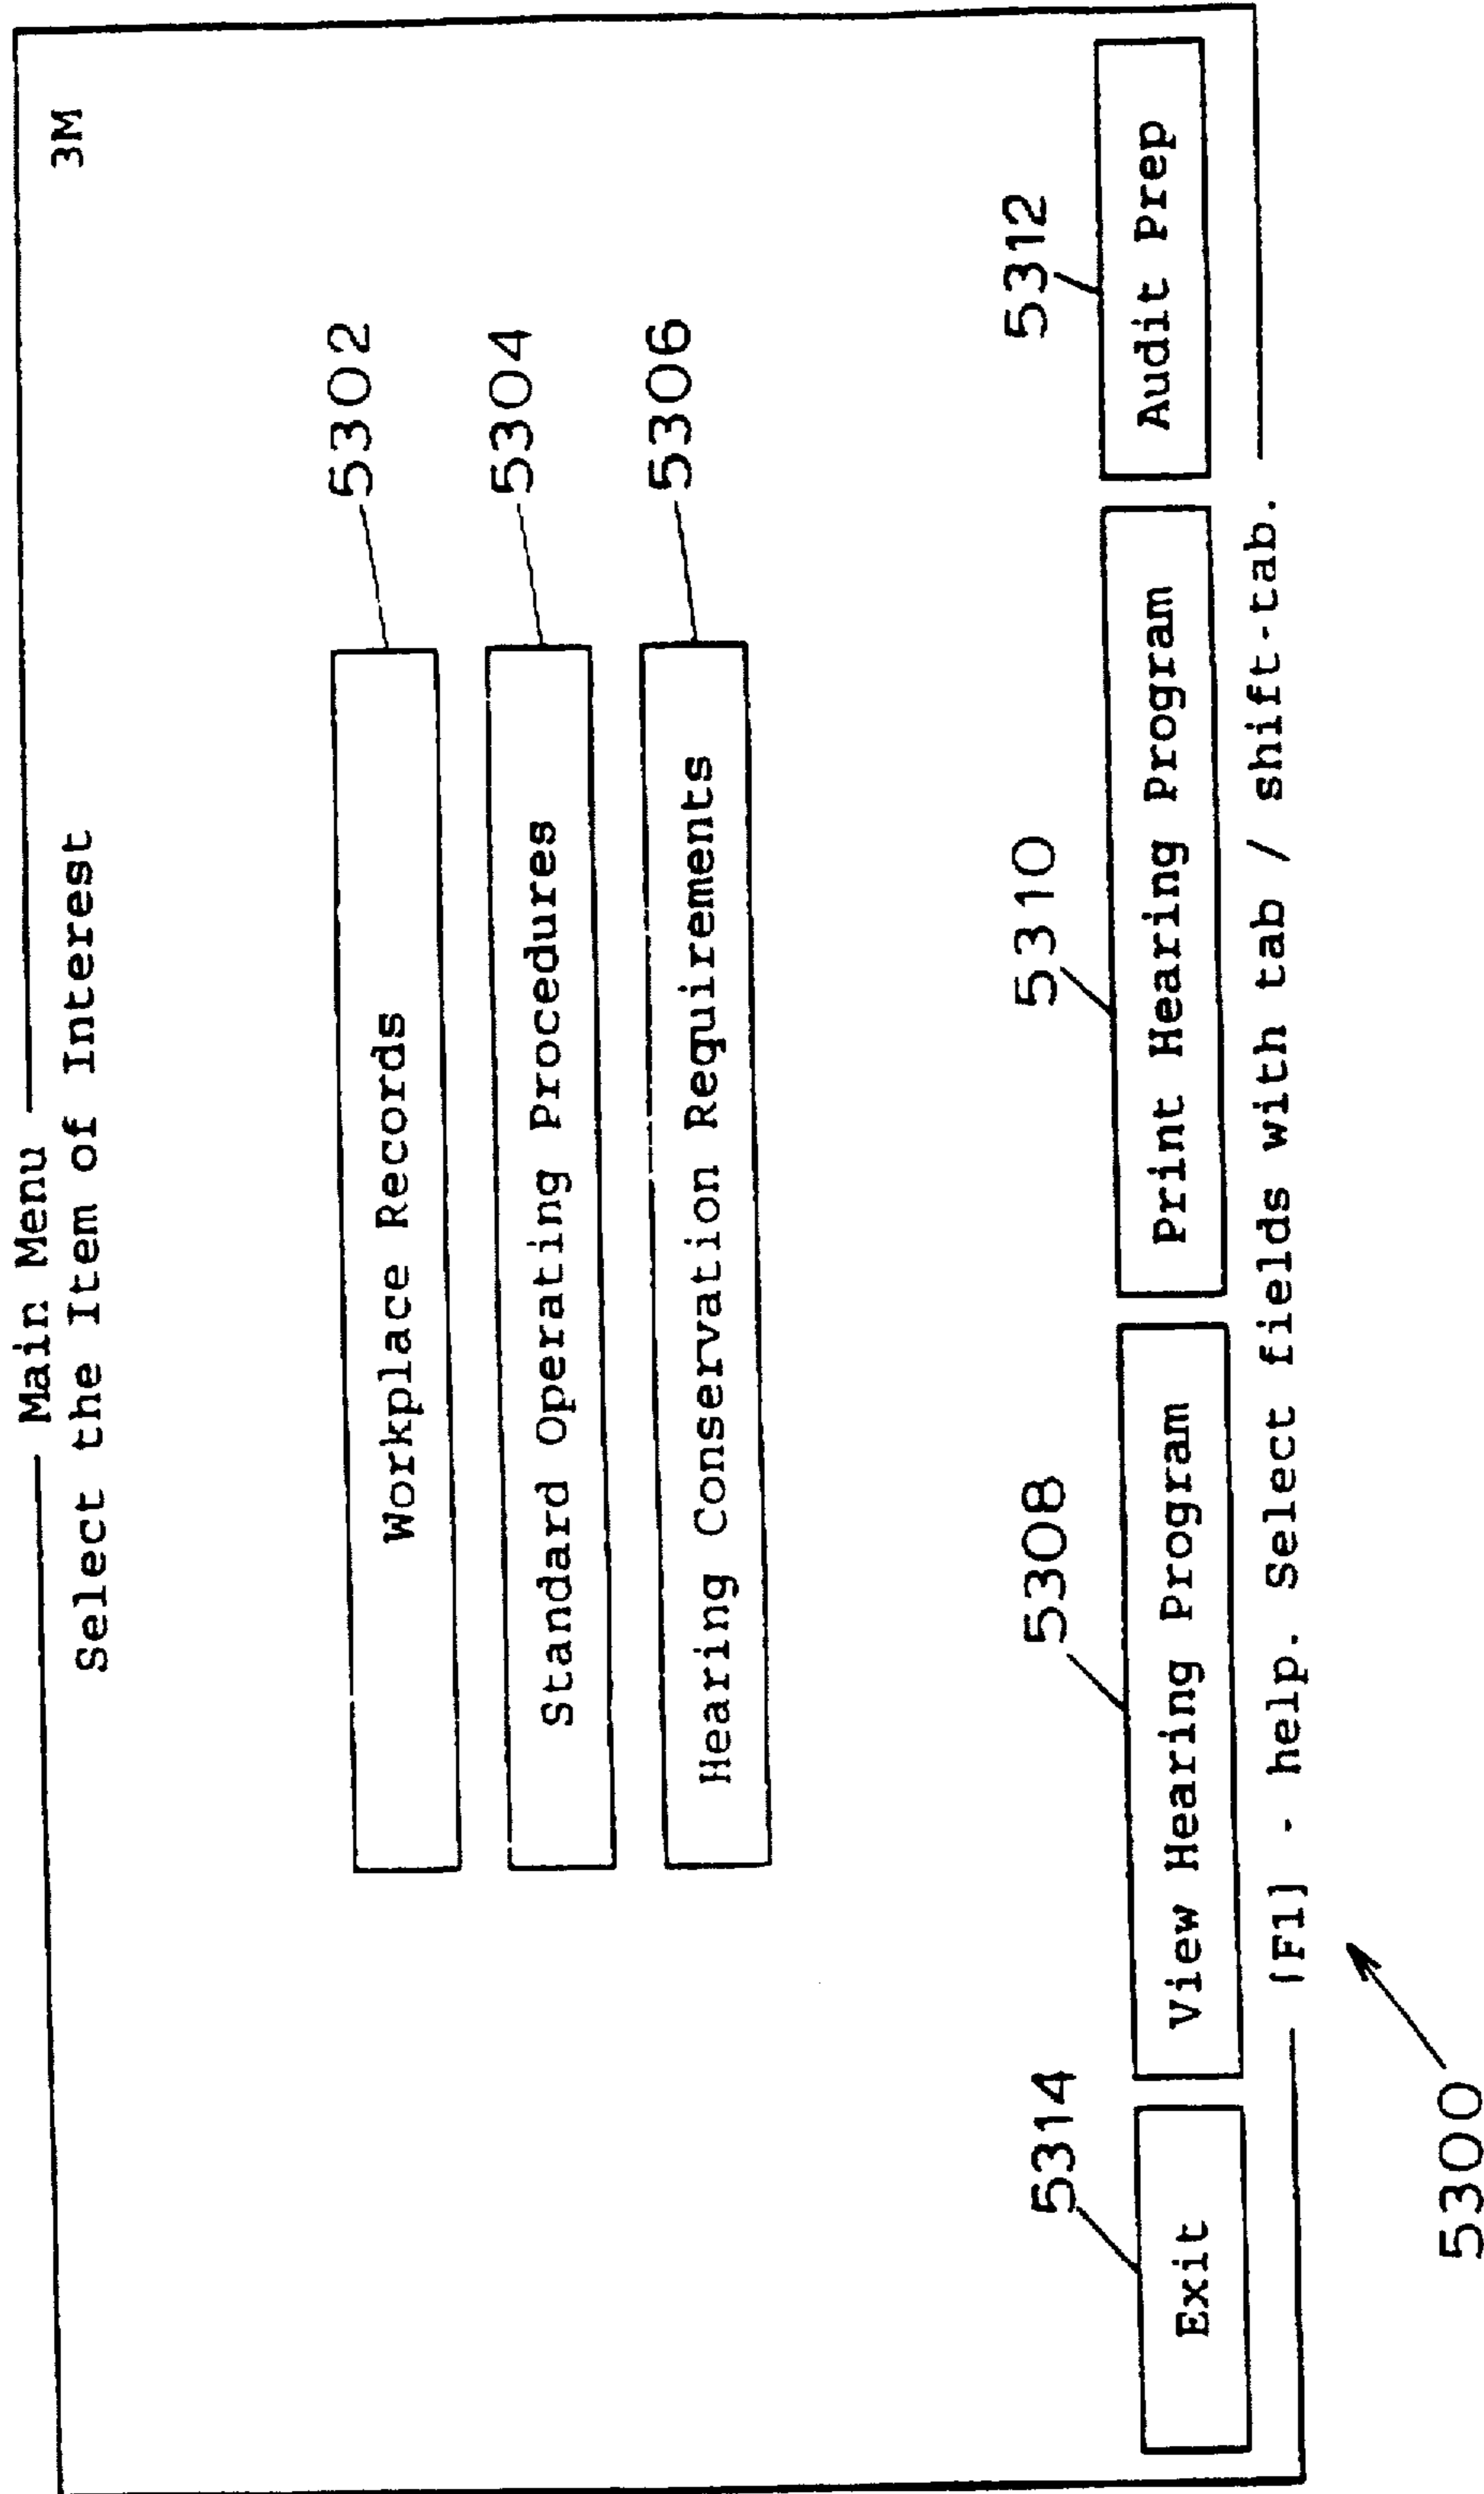 Main Menu
Select the Item of Interest
3M
Workplace Records
5302
Standard Operating Procedures
5304
Hearing Conservation Requirements
5306
5314
5308
5310
5312
Exit
View Hearing Program
Print Hearing Program
Audit Prep
[F1] - help. Select fields with tab / shift-tab.
5300